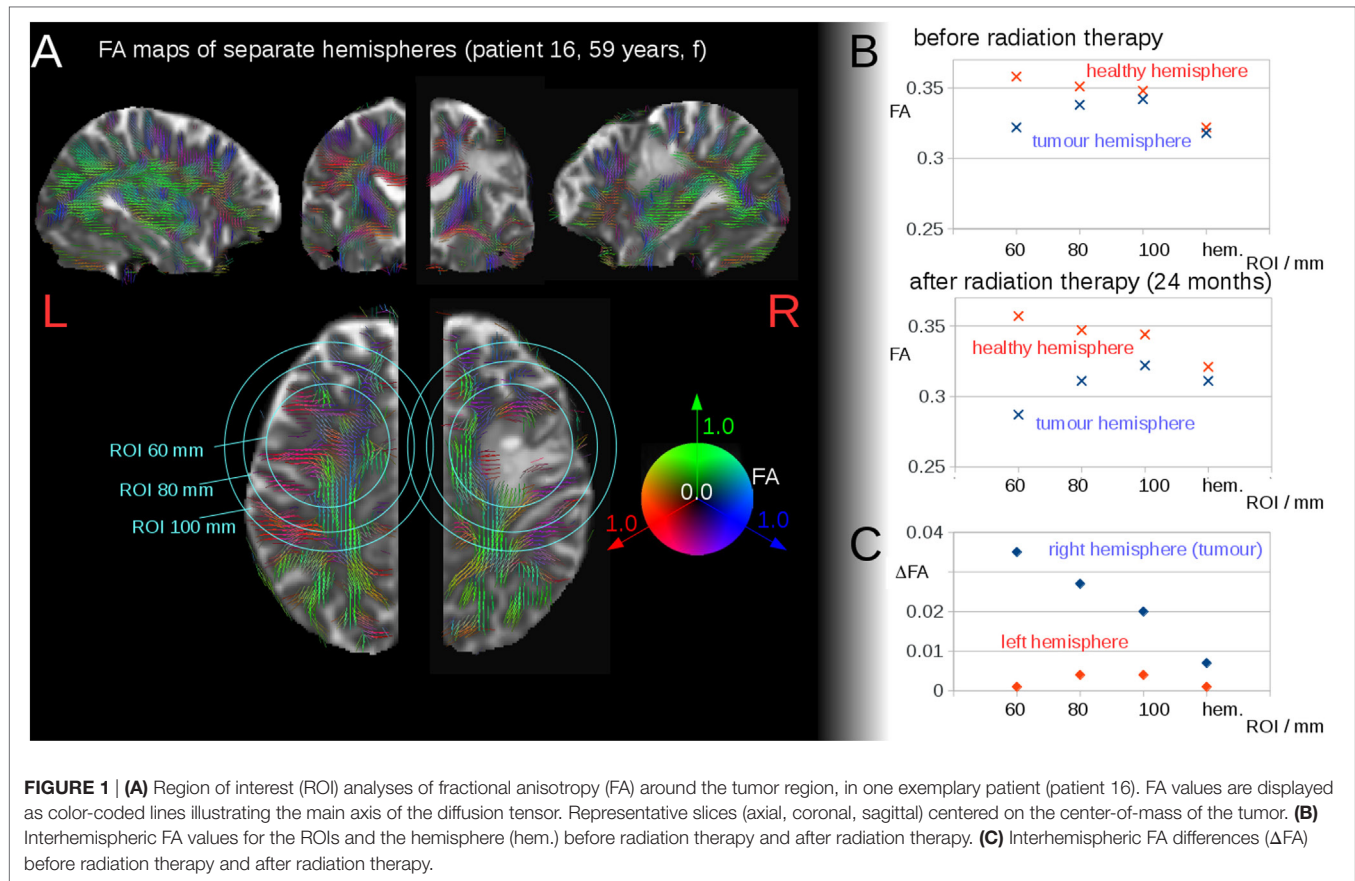 A
FA maps of separate hemispheres (patient 16, 59 years, f)
L
R
ROI 60 mm
ROI 80 mm
ROI 100 mm
1.0
FA
0.0
1.0
1.0
B
before radiation therapy
healthy hemisphere
0.35
FA
tumour hemisphere
0.3
0.25
60 80 100 hem.
ROI / mm
after radiation therapy (24 months)
0.35
FA
healthy hemisphere
0.3
tumour hemisphere
0.25
60 80 100 hem.
ROI / mm
C
0.04
right hemisphere (tumour)
ΔFA
0.02
left hemisphere
0.01
0
60 80 100 hem.
ROI / mm
FIGURE 1 | (A) Region of interest (ROI) analyses of fractional anisotropy (FA) around the tumor region, in one exemplary patient (patient 16). FA values are displayed
as color-coded lines illustrating the main axis of the diffusion tensor. Representative slices (axial, coronal, sagittal) centered on the center-of-mass of the tumor. (B)
Interhemispheric FA values for the ROIs and the hemisphere (hem.) before radiation therapy and after radiation therapy. (C) Interhemispheric FA differences (ΔFA)
before radiation therapy and after radiation therapy.